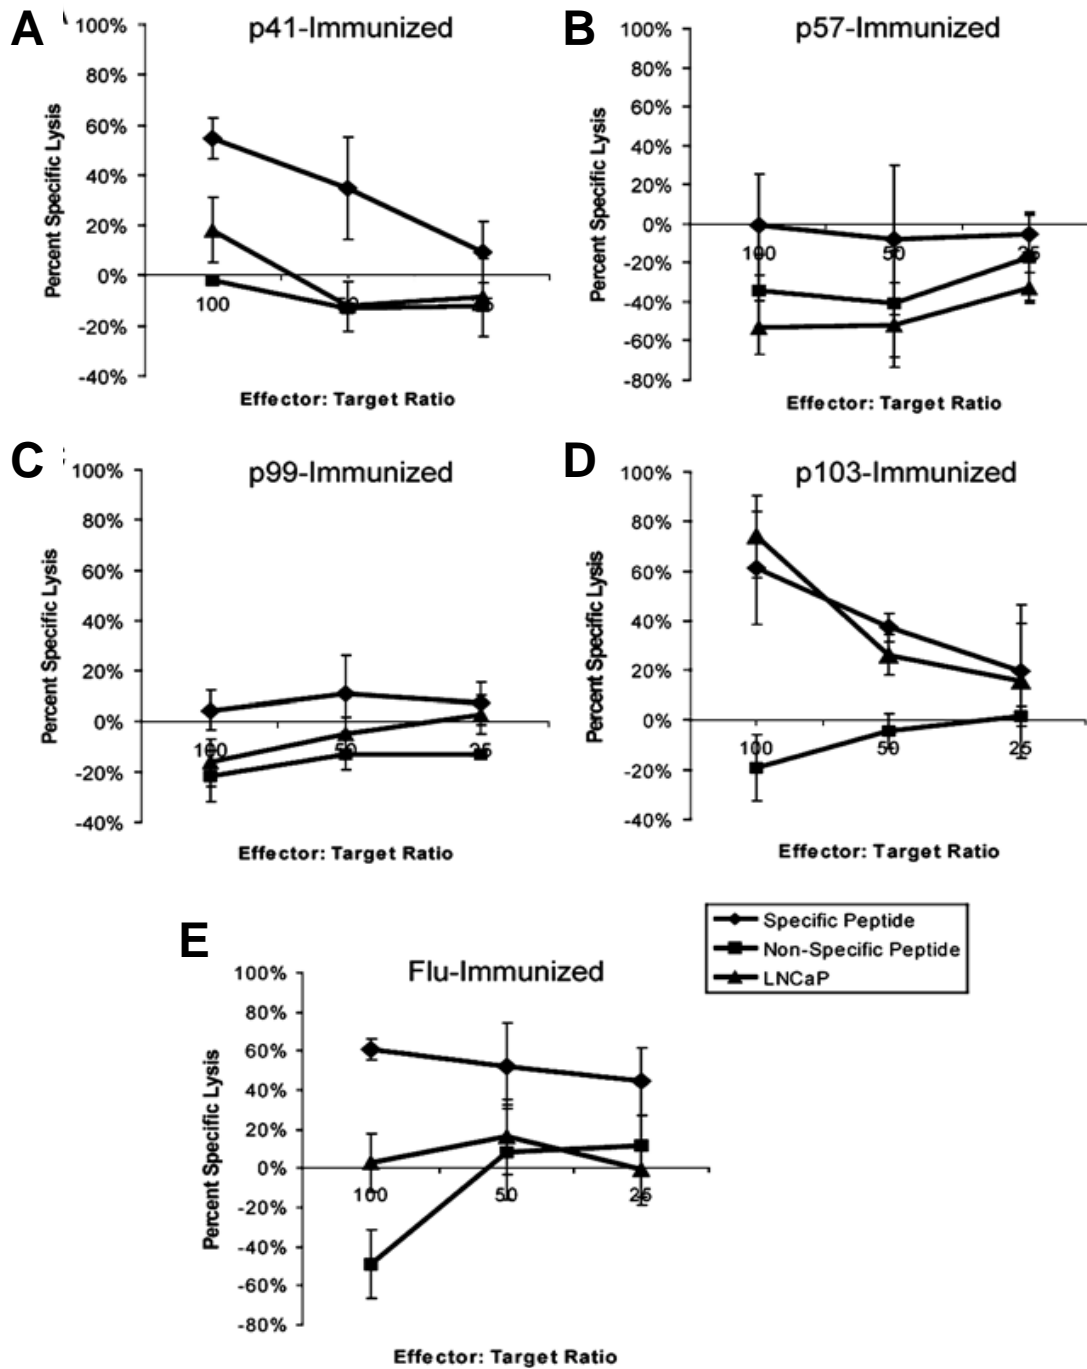 A
p41-Immunized
100%
80%
60%
40%
20%
0%
-20%
-40%
Percent Specific Lysis
100
Effector: Target Ratio
B
p57-Immunized
100%
80%
60%
40%
20%
0%
-20%
-40%
-60%
-80%
Percent Specific Lysis
100
50
25
Effector: Target Ratio
C
p99-Immunized
100%
80%
60%
40%
20%
0%
-20%
-40%
Percent Specific Lysis
100
50
25
Effector: Target Ratio
D
p103-Immunized
100%
80%
60%
40%
20%
0%
-20%
-40%
Percent Specific Lysis
100
50
25
Effector: Target Ratio
Specific Peptide
Non-Specific Peptide
LNCaP
E
Flu-Immunized
100%
80%
60%
40%
20%
0%
-20%
-40%
-60%
-80%
Percent Specific Lysis
100
50
25
Effector: Target Ratio